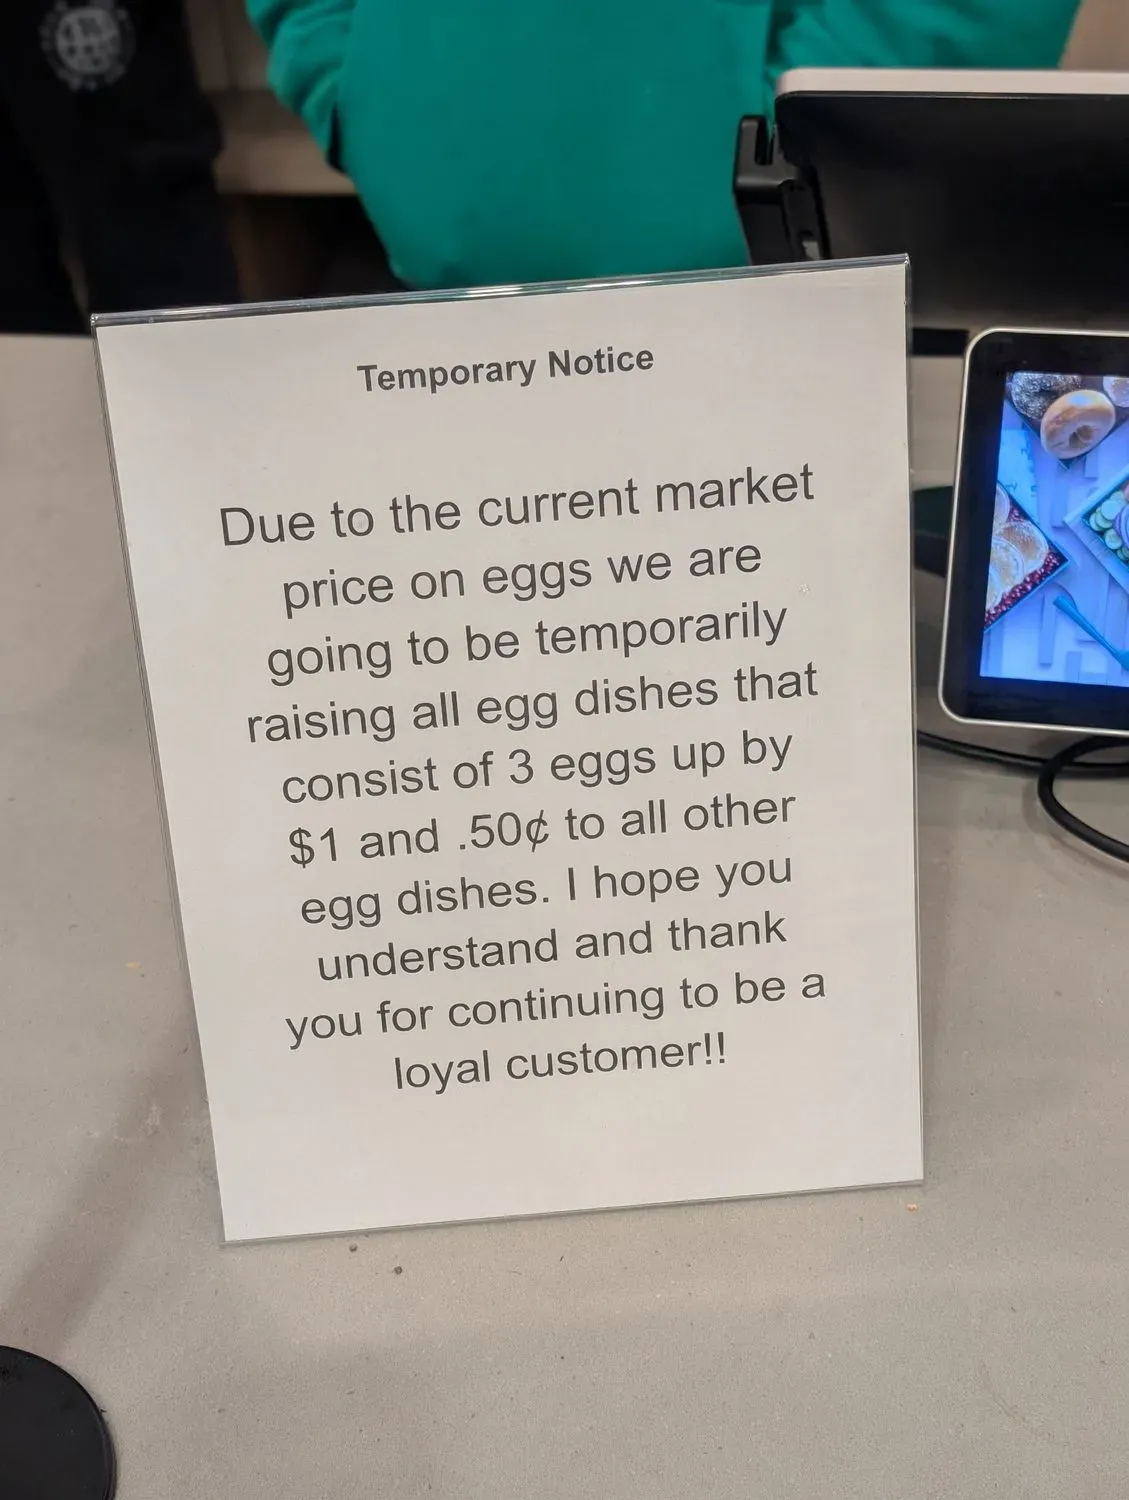 Temporary Notice
Due to the current market
price on eggs we are
going to be temporarily
raising all egg dishes that
consist of 3 eggs up by
$1 and .50¢ to all other
egg dishes. I hope you
understand and thank
you for continuing to be a
loyal customer!!